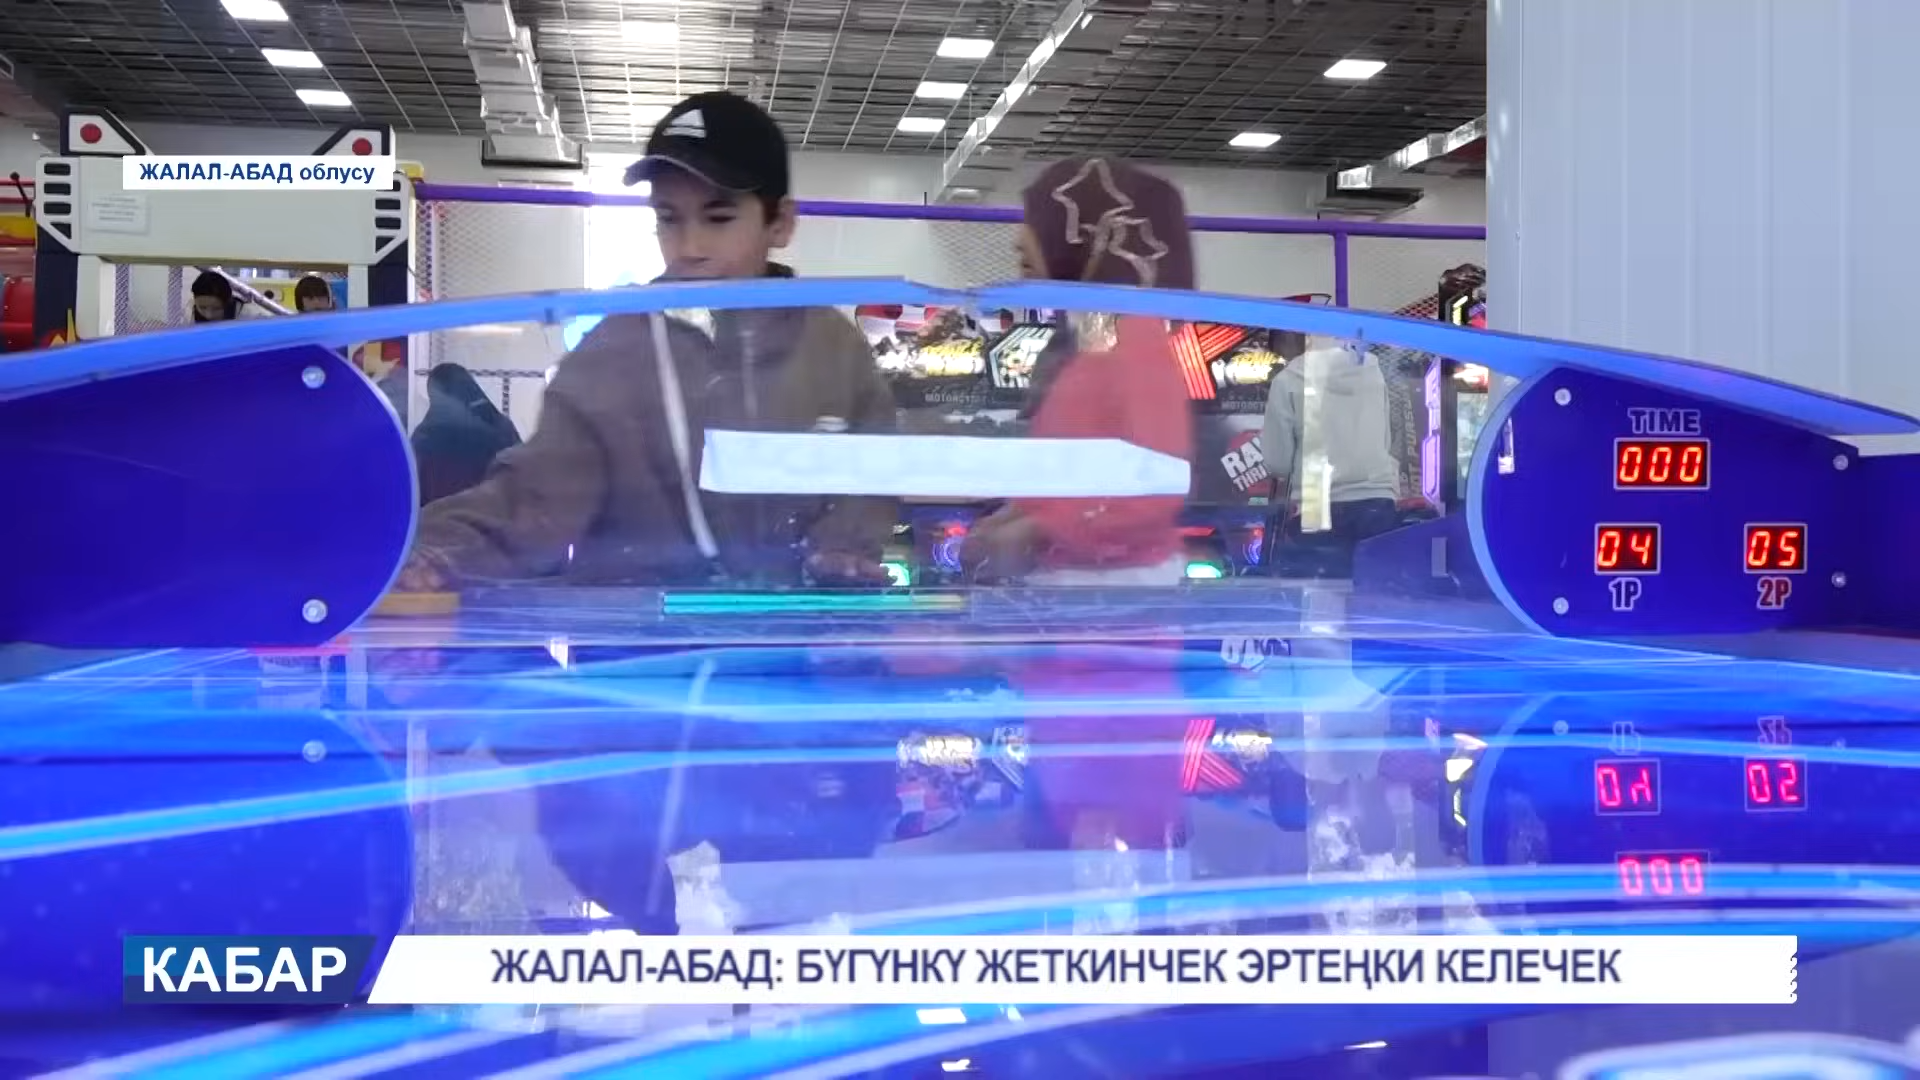 ЖАЛАЛ-АБАД облусу
TIME
000
04 05
1P 2P
КАБАР
ЖАЛАЛ-АБАД: БҮГҮНКҮ ЖЕТКИНЧЕК ЭРТЕҢКИ КЕЛЕЧЕК